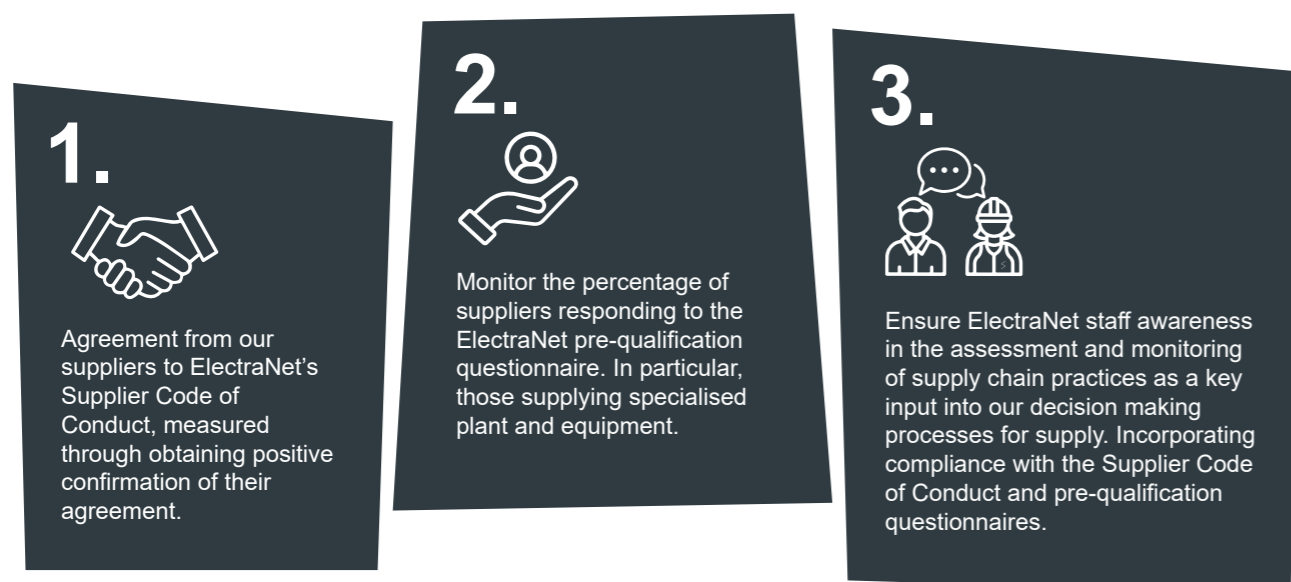 1.
Agreement from our
suppliers to ElectraNet's
Supplier Code of
Conduct, measured
through obtaining positive
confirmation of their
agreement.
2.
Monitor the percentage of
suppliers responding to the
ElectraNet pre-qualification
questionnaire. In particular,
those supplying specialised
plant and equipment.
3.
Ensure ElectraNet staff awareness
in the assessment and monitoring
of supply chain practices as a key
input into our decision making
processes for supply. Incorporating
compliance with the Supplier Code
of Conduct and pre-qualification
questionnaires.